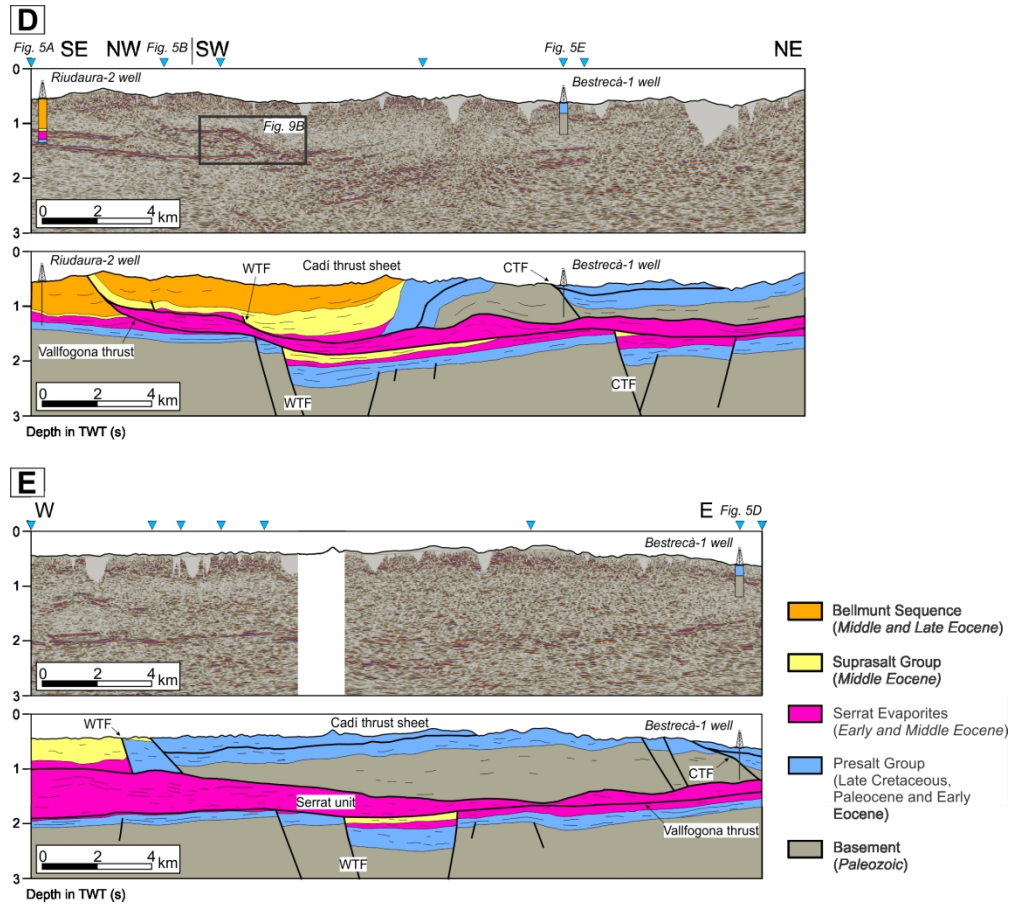 D
Fig. 5A SE NW Fig. 5B SW Fig. 5E NE
0
Riudaura-2 well
Bestrecà-1 well
1
Fig. 9B
2
0 2 4 km
3
0
Riudaura-2 well
WTF
Cadí thrust sheet
CTF
Bestrecà-1 well
1
Vallfogona thrust
2
0 2 4 km
WTF
CTF
3
Depth in TWT (s)
E
W E Fig. 5D
0
Bestrecà-1 well
1
2
0 2 4 km
3
0
WTF
Cadí thrust sheet
Bestrecà-1 well
CTF
1
Serrat unit
2
Vallfogona thrust
0 2 4 km
WTF
3
Depth in TWT (s)
Bellmunt Sequence
(Middle and Late Eocene)
Suprasalt Group
(Middle Eocene)
Serrat Evaporites
(Early and Middle Eocene)
Presalt Group
(Late Cretaceous,
Paleocene and Early
Eocene)
Basement
(Paleozoic)